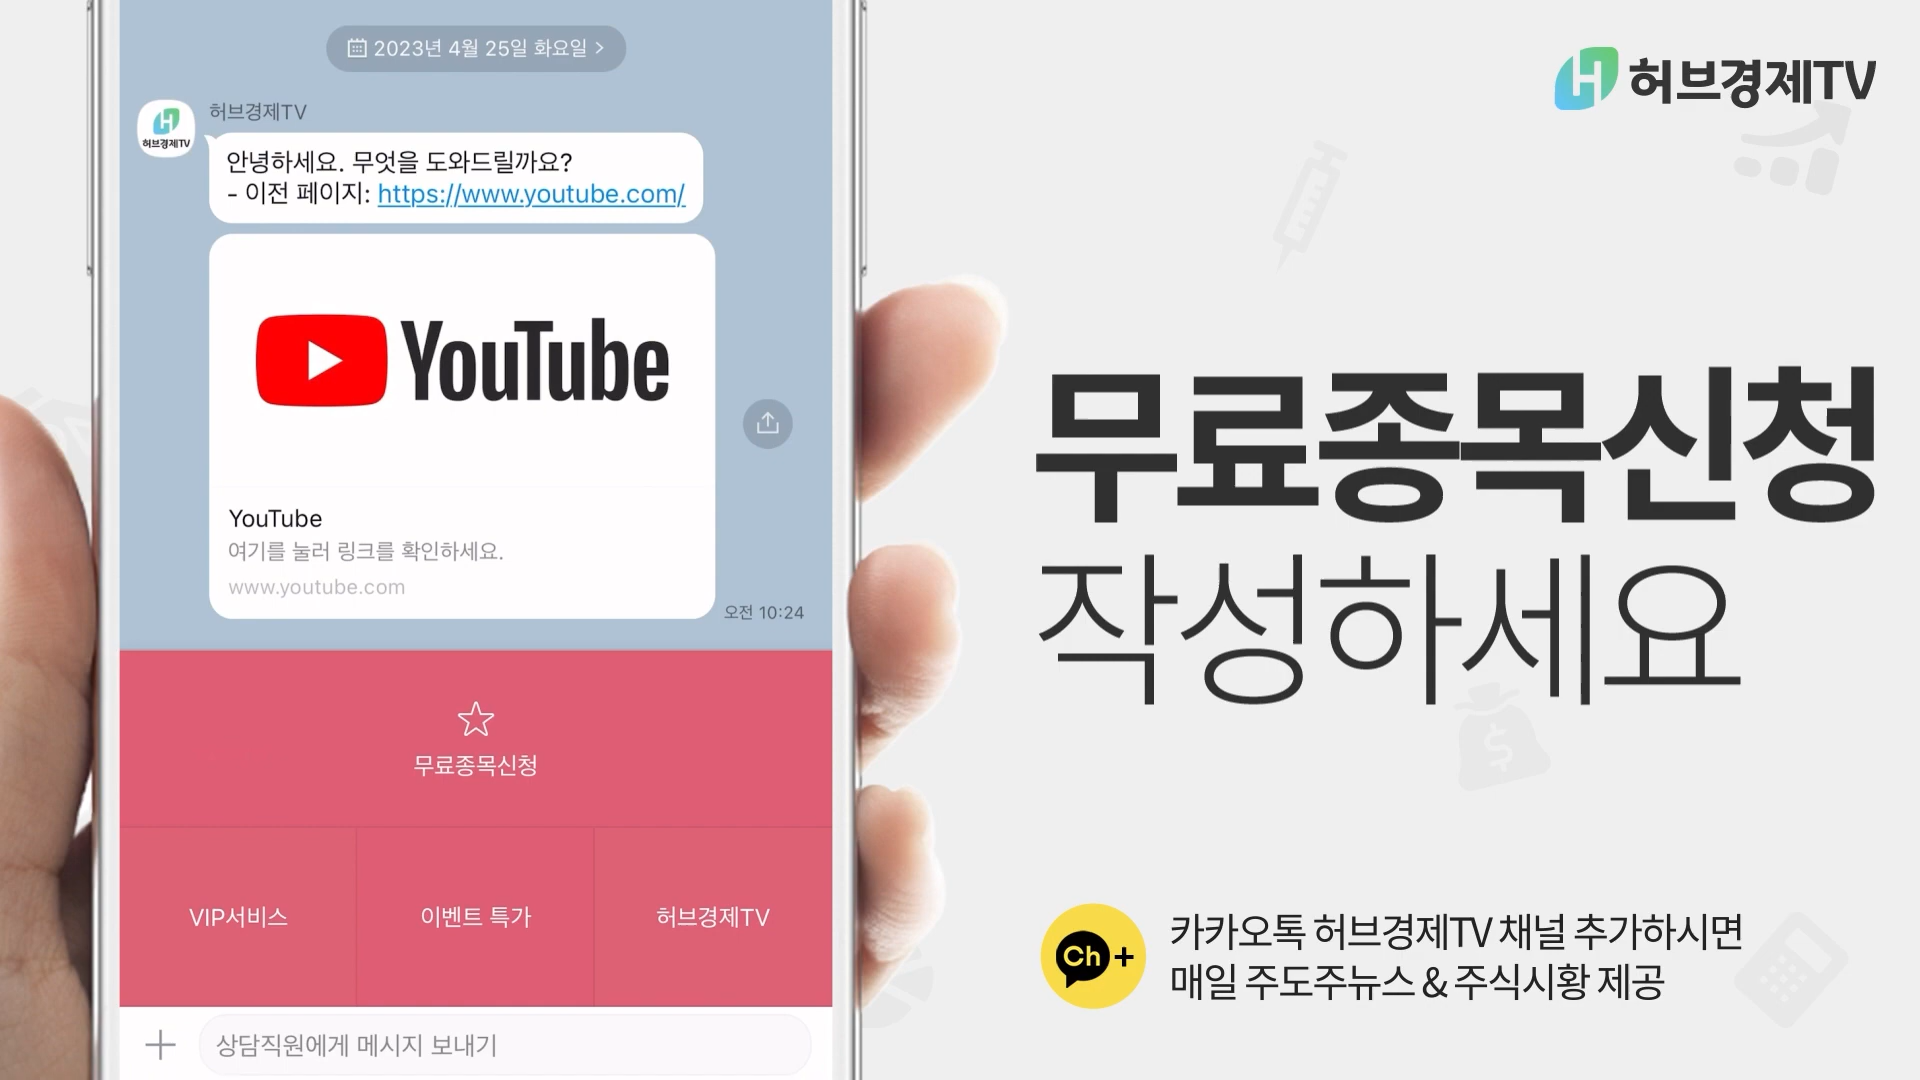 2023년 4월 25일 화요일 >
허브경제TV
허브경제TV
안녕하세요. 무엇을 도와드릴까요?
- 이전 페이지: https://www.youtube.com/
YouTube
YouTube
여기를 눌러 링크를 확인하세요.
www.youtube.com
오전 10:24
무료종목신청
VIP서비스
이벤트 특가
허브경제TV
상담직원에게 메시지 보내기
허브경제TV
무료종목신청
작성하세요
Ch+
카카오톡 허브경제TV 채널 추가하시면
매일 주도주뉴스 & 주식시황 제공